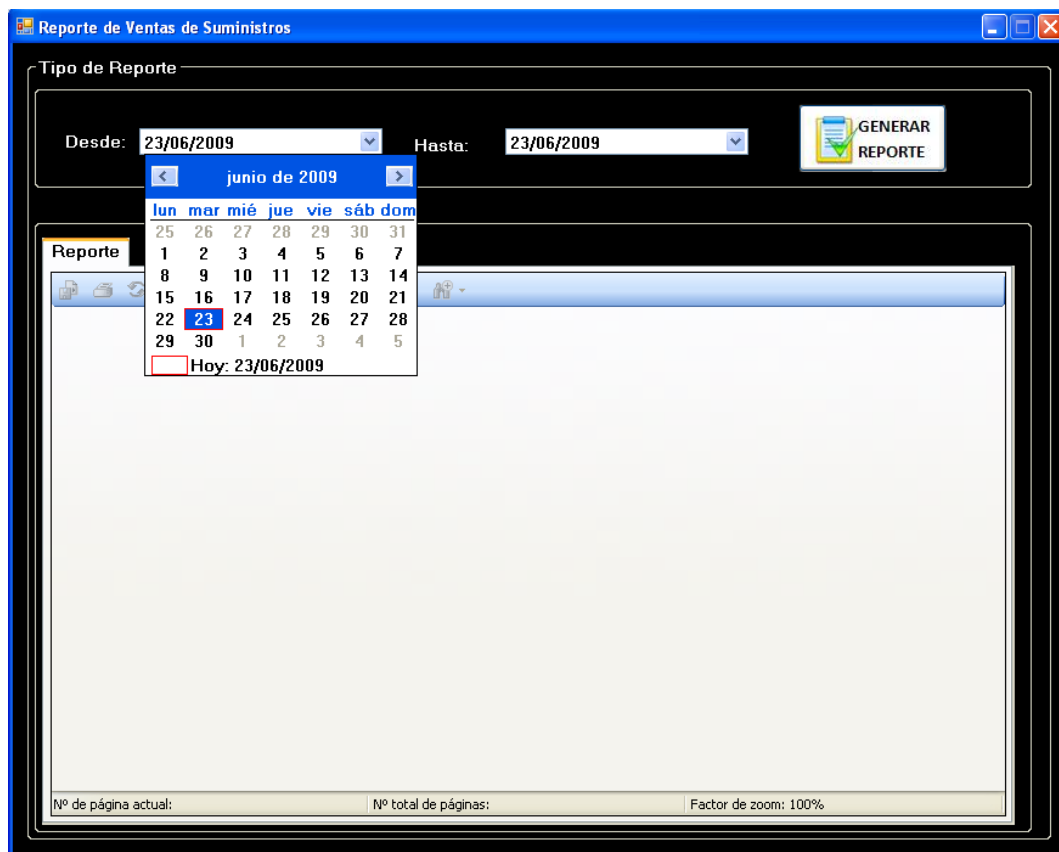 Reporte de Ventas de Suministros
Tipo de Reporte
Desde: 23/06/2009 Hasta: 23/06/2009
GENERAR
REPORTE
junio de 2009
lun mar mié jue vie sáb dom
25 26 27 28 29 30 31
Reporte
1 2 3 4 5 6 7
8 9 10 11 12 13 14
15 16 17 18 19 20 21
22 23 24 25 26 27 28
29 30 1 2 3 4 5
Hoy: 23/06/2009
Nº de página actual: Nº total de páginas: Factor de zoom: 100%